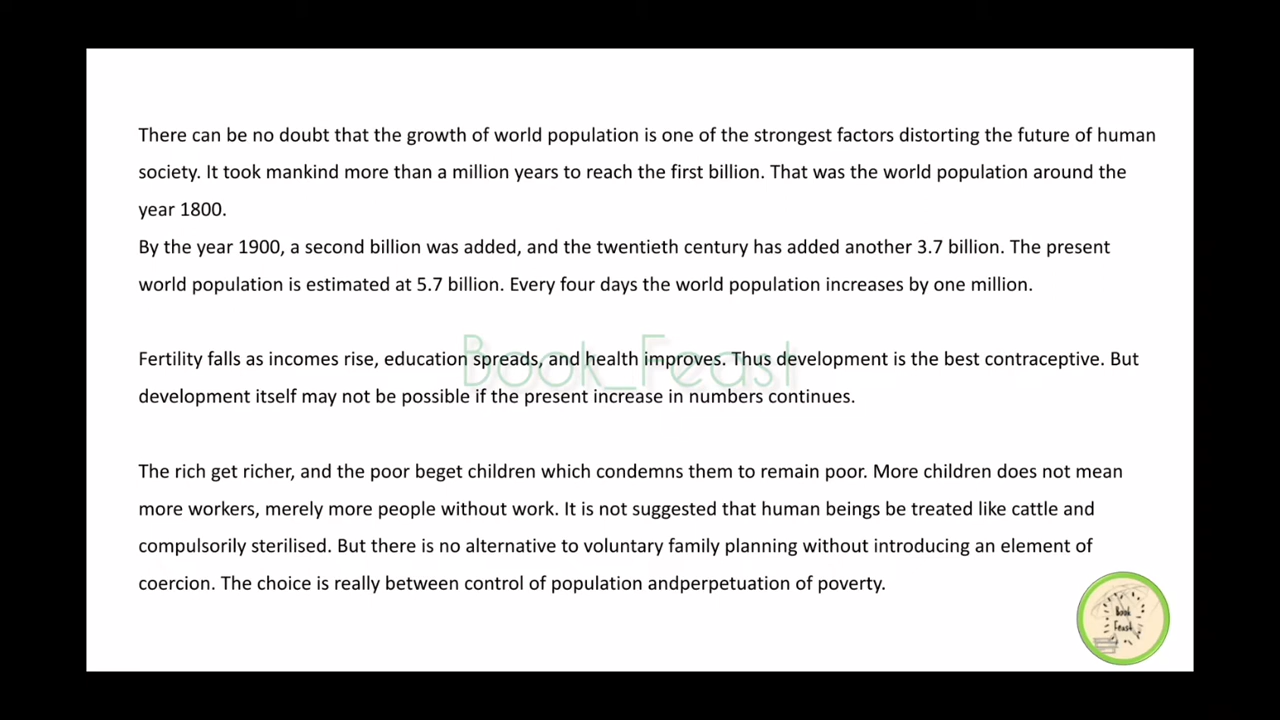 There can be no doubt that the growth of world population is one of the strongest factors distorting the future of human
society. It took mankind more than a million years to reach the first billion. That was the world population around the
year 1800.
By the year 1900, a second billion was added, and the twentieth century has added another 3.7 billion. The present
world population is estimated at 5.7 billion. Every four days the world population increases by one million.
Book_Feast
Fertility falls as incomes rise, education spreads, and health improves. Thus development is the best contraceptive. But
development itself may not be possible if the present increase in numbers continues.
The rich get richer, and the poor beget children which condemns them to remain poor. More children does not mean
more workers, merely more people without work. It is not suggested that human beings be treated like cattle and
compulsorily sterilised. But there is no alternative to voluntary family planning without introducing an element of
coercion. The choice is really between control of population andperpetuation of poverty.
Book
Feast